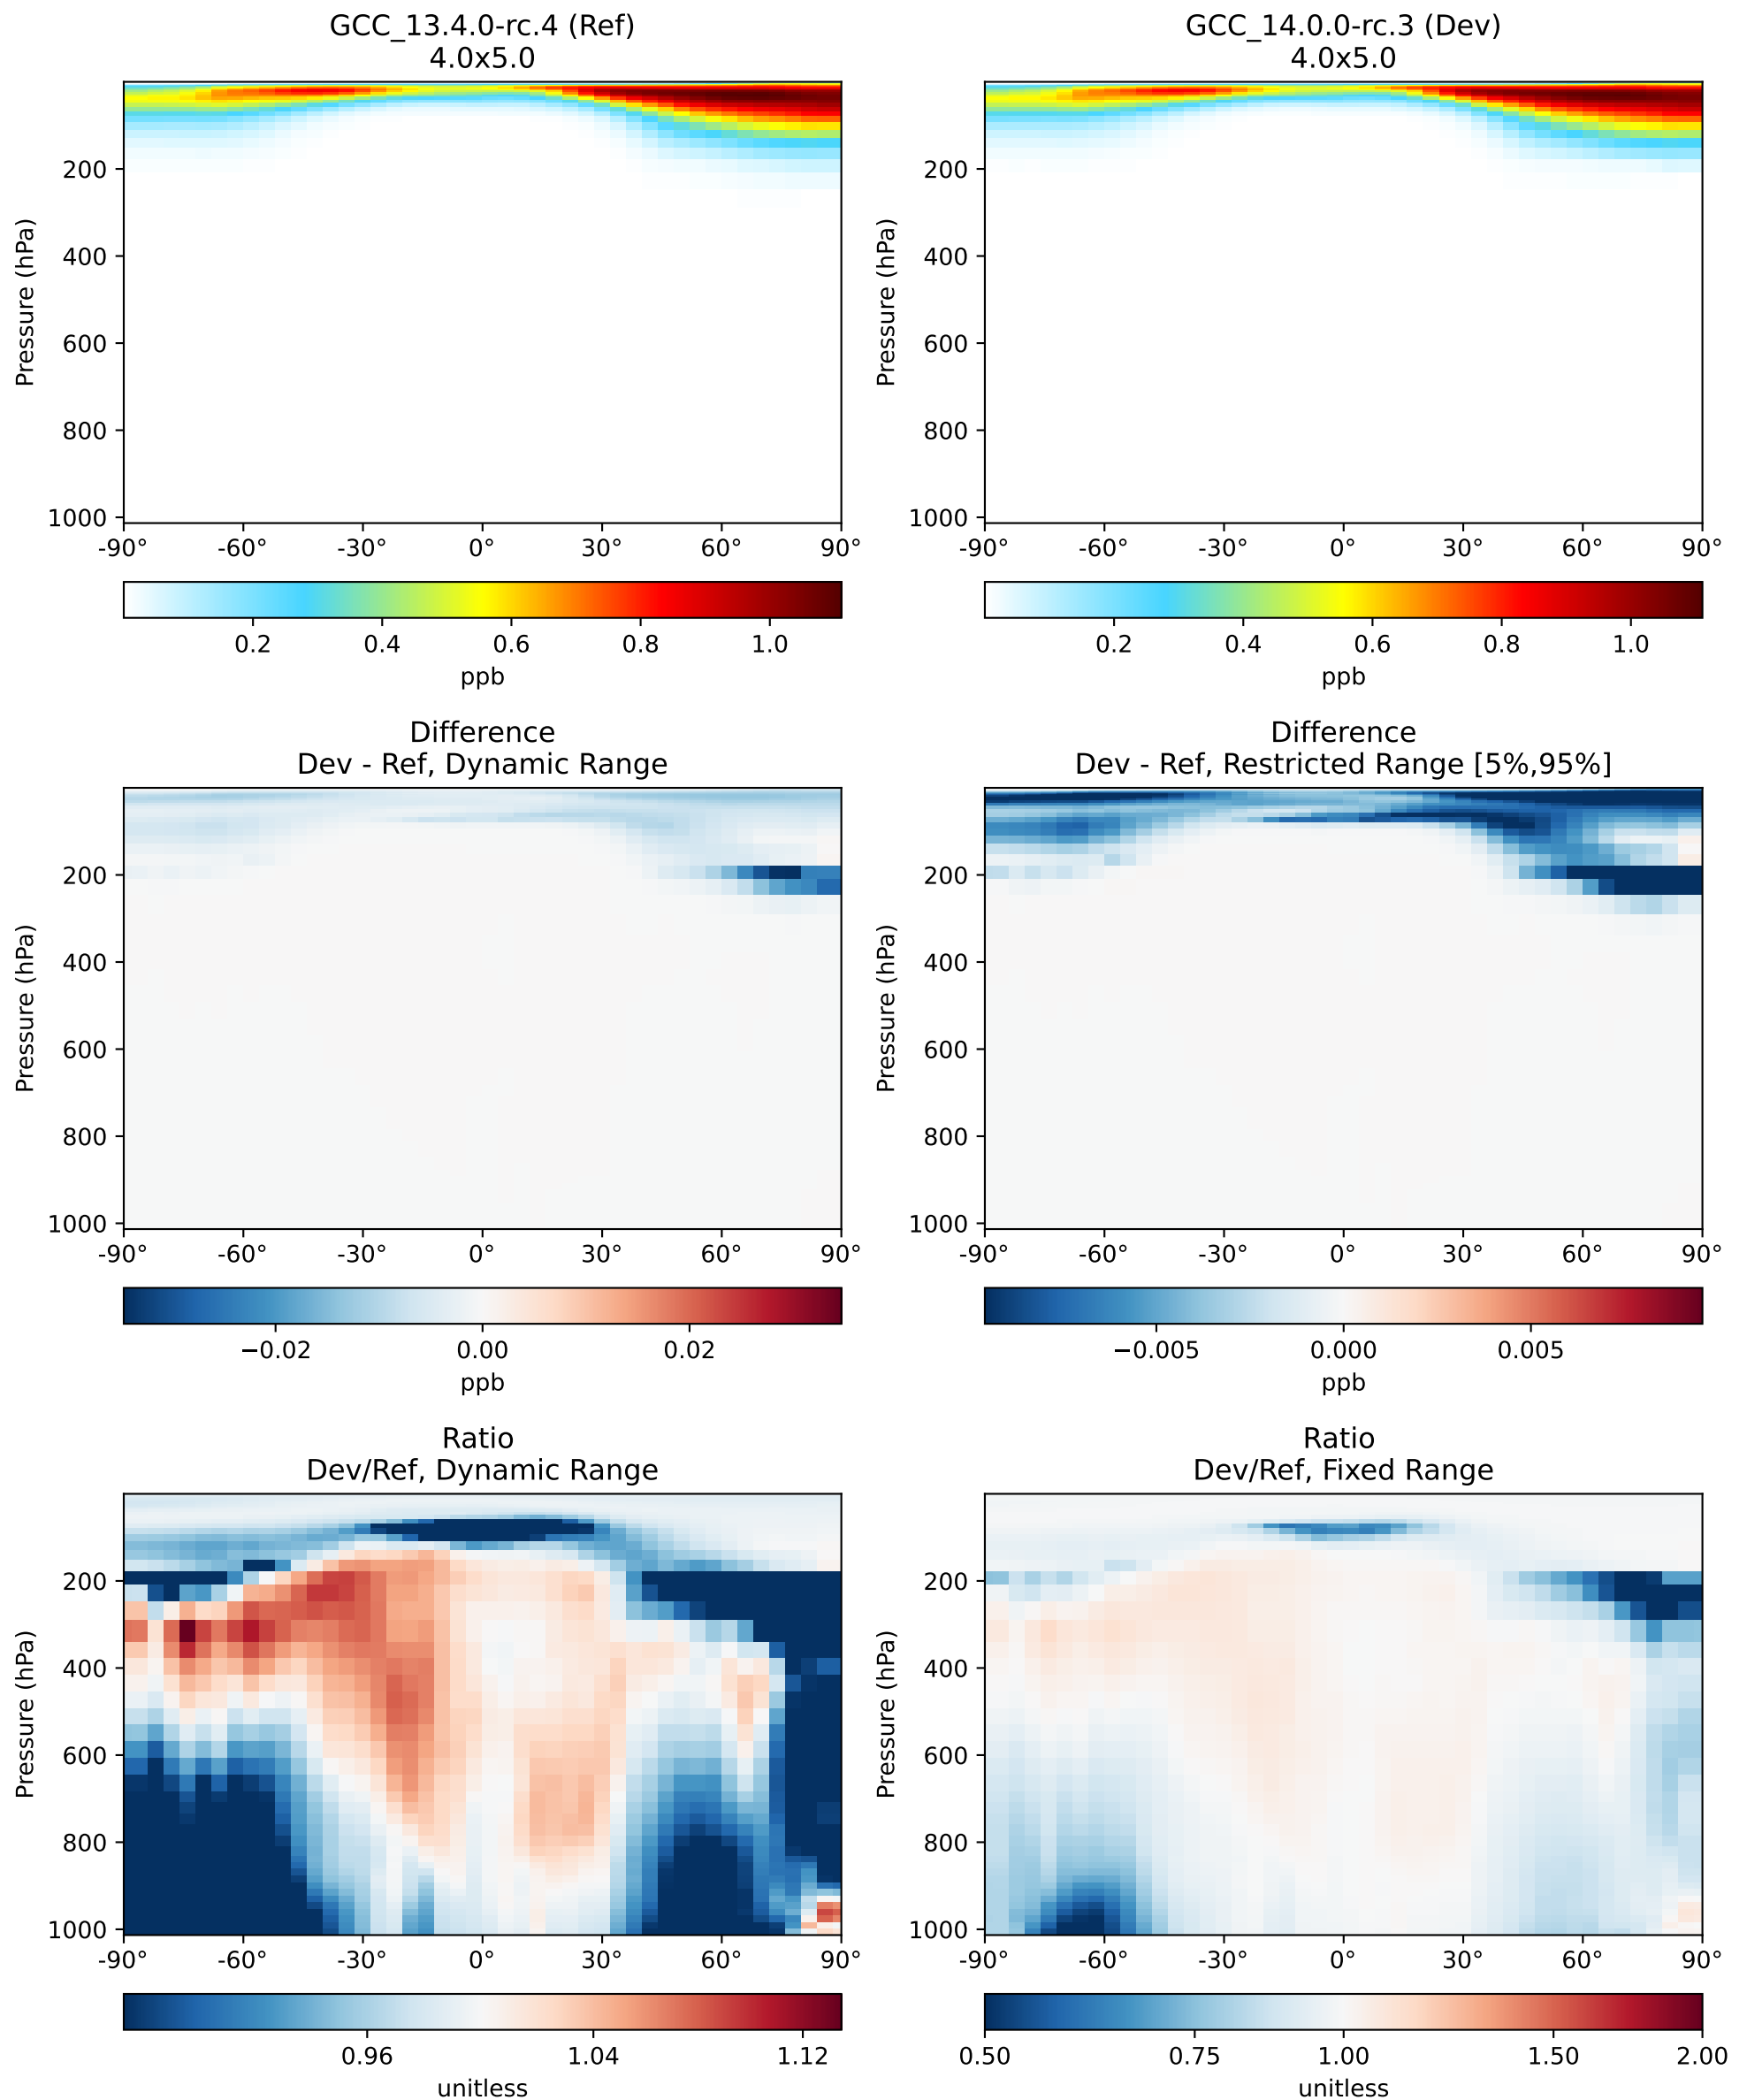 GCC_13.4.0-rc.4 (Ref)
4.0x5.0
Pressure (hPa)
200
400
600
800
1000
-90° -60° -30° 0° 30° 60° 90°
0.2 0.4 0.6 0.8 1.0
ppb
GCC_14.0.0-rc.3 (Dev)
4.0x5.0
Pressure (hPa)
200
400
600
800
1000
-90° -60° -30° 0° 30° 60° 90°
0.2 0.4 0.6 0.8 1.0
ppb
Difference
Dev - Ref, Dynamic Range
Pressure (hPa)
200
400
600
800
1000
-90° -60° -30° 0° 30° 60° 90°
−0.02 0.00 0.02
ppb
Difference
Dev - Ref, Restricted Range [5%,95%]
Pressure (hPa)
200
400
600
800
1000
-90° -60° -30° 0° 30° 60° 90°
−0.005 0.000 0.005
ppb
Ratio
Dev/Ref, Dynamic Range
Pressure (hPa)
200
400
600
800
1000
-90° -60° -30° 0° 30° 60° 90°
0.96 1.04 1.12
unitless
Ratio
Dev/Ref, Fixed Range
Pressure (hPa)
200
400
600
800
1000
-90° -60° -30° 0° 30° 60° 90°
0.50 0.75 1.00 1.50 2.00
unitless